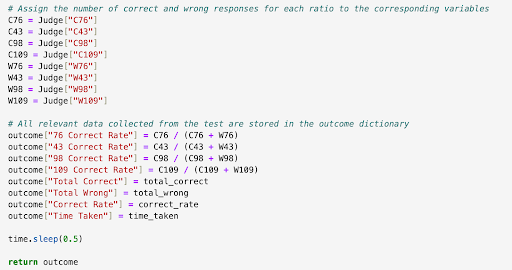 # Assign the number of correct and wrong responses for each ratio to the corresponding variables
C76 = Judge["C76"]
C43 = Judge["C43"]
C98 = Judge["C98"]
C109 = Judge["C109"]
W76 = Judge["W76"]
W43 = Judge["W43"]
W98 = Judge["W98"]
W109 = Judge["W109"]
# All relevant data collected from the test are stored in the outcome dictionary
outcome["76 Correct Rate"] = C76 / (C76 + W76)
outcome["43 Correct Rate"] = C43 / (C43 + W43)
outcome["98 Correct Rate"] = C98 / (C98 + W98)
outcome["109 Correct Rate"] = C109 / (C109 + W109)
outcome["Total Correct"] = total_correct
outcome["Total Wrong"] = total_wrong
outcome["Correct Rate"] = correct_rate
outcome["Time Taken"] = time_taken
time.sleep(0.5)
return outcome